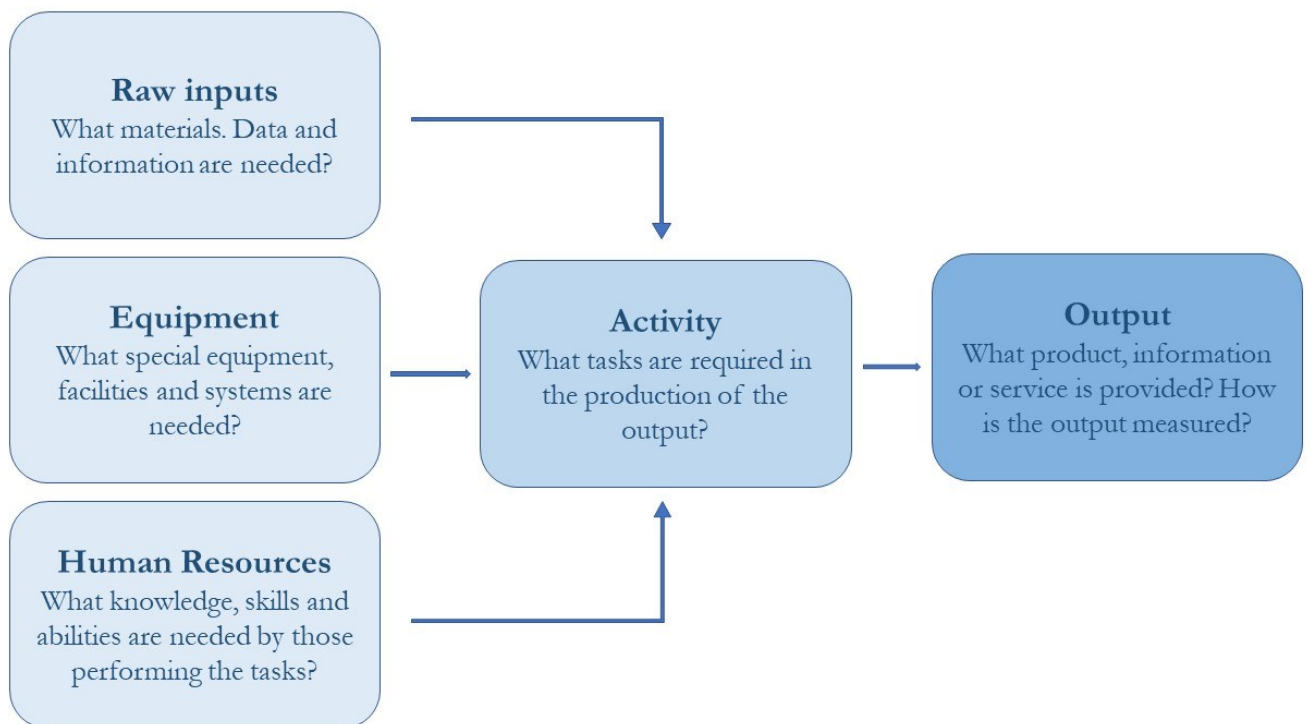 Raw inputs
What materials. Data and
information are needed?
Equipment
What special equipment,
facilities and systems are
needed?
Human Resources
What knowledge, skills and
abilities are needed by those
performing the tasks?
Activity
What tasks are required in
the production of the
output?
Output
What product, information
or service is provided? How
is the output measured?